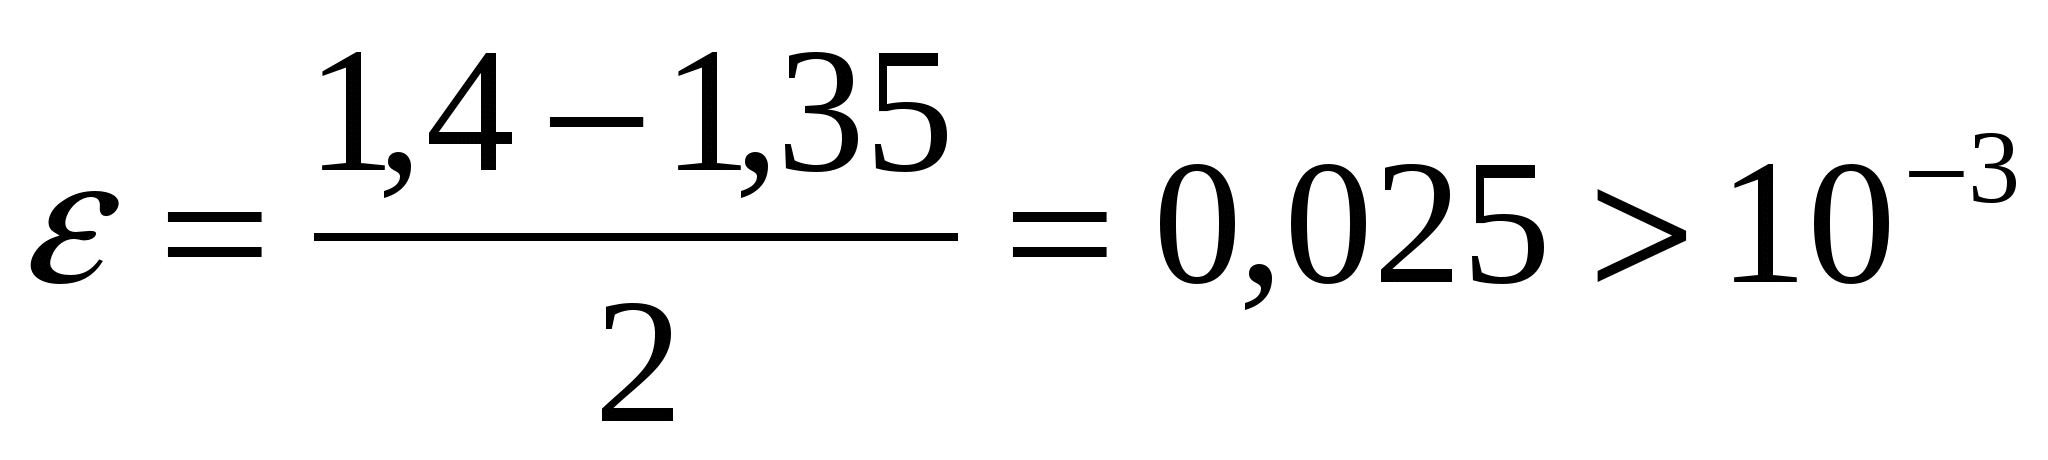 ε = (1,4 − 1,35)/2 = 0,025 > 10⁻³